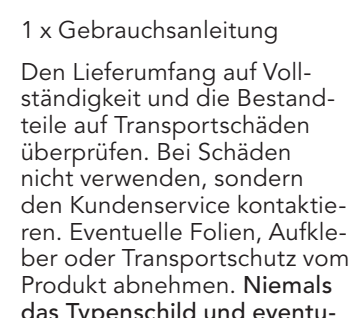 1 x Gebrauchsanleitung
Den Lieferumfang auf Voll-
ständigkeit und die Bestand-
teile auf Transportschäden
überprüfen. Bei Schäden
nicht verwenden, sondern
den Kundenservice kontaktie-
ren. Eventuelle Folien, Aufkle-
ber oder Transportschutz vom
Produkt abnehmen. Niemals
das Typenschild und eventu-